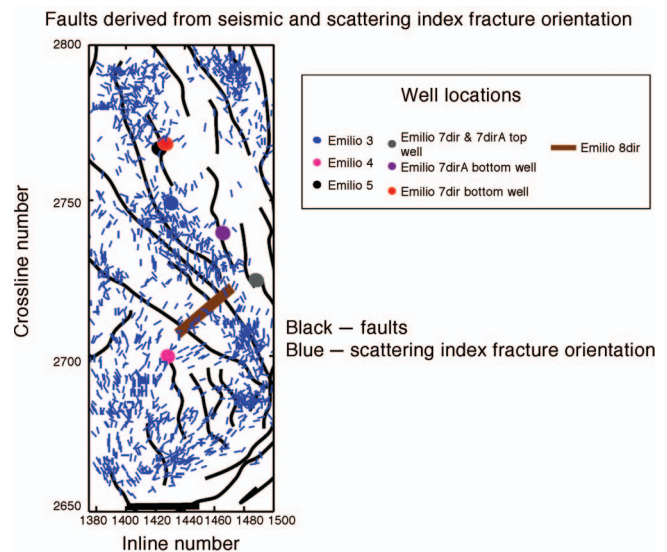 Faults derived from seismic and scattering index fracture orientation
2800
2750
2700
2650
Crossline number
1380 1400 1420 1440 1460 1480 1500
Inline number
Well locations
Emilio 3
Emilio 4
Emilio 5
Emilio 7dir & 7dirA top
well
Emilio 7dirA bottom well
Emilio 7dir bottom well
Emilio 8dir
Black – faults
Blue – scattering index fracture orientation